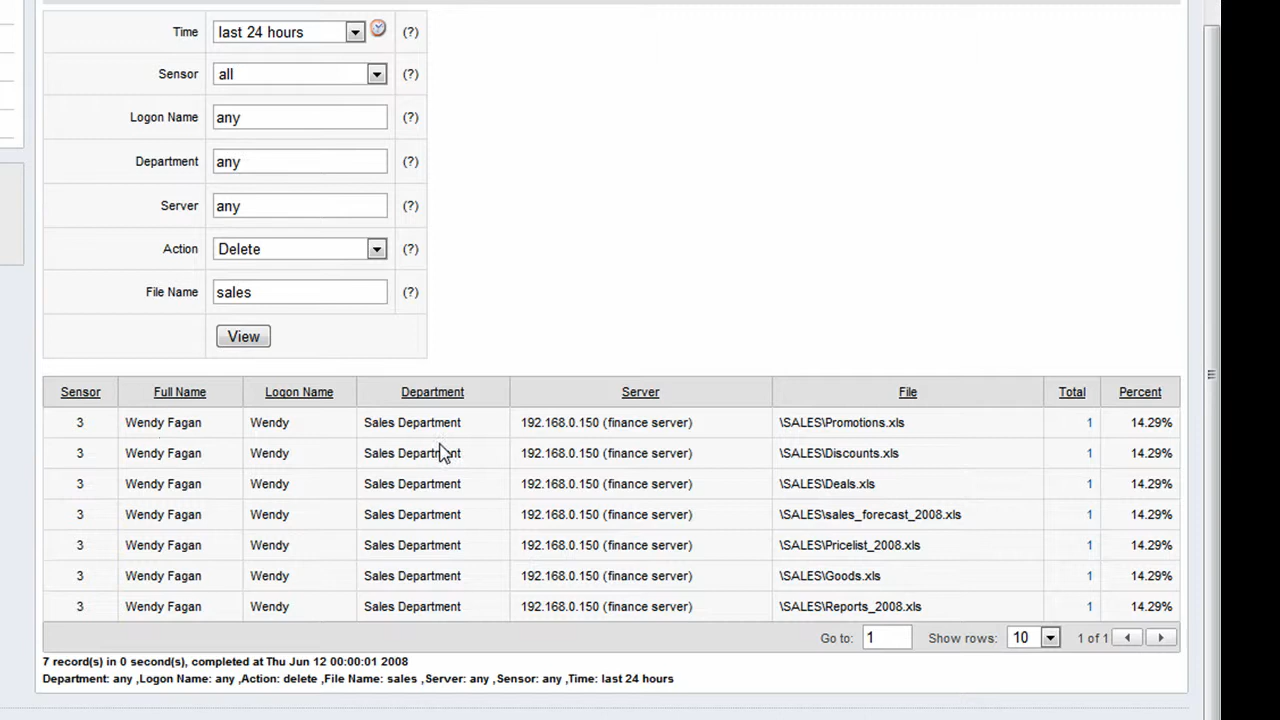 Time last 24 hours (?)
Sensor all (?)
Logon Name any (?)
Department any (?)
Server any (?)
Action Delete (?)
File Name sales (?)
View
Sensor Full Name Logon Name Department Server File Total Percent
3 Wendy Fagan Wendy Sales Department 192.168.0.150 (finance server) \SALES\Promotions.xls 1 14.29%
3 Wendy Fagan Wendy Sales Department 192.168.0.150 (finance server) \SALES\Discounts.xls 1 14.29%
3 Wendy Fagan Wendy Sales Department 192.168.0.150 (finance server) \SALES\Deals.xls 1 14.29%
3 Wendy Fagan Wendy Sales Department 192.168.0.150 (finance server) \SALES\sales_forecast_2008.xls 1 14.29%
3 Wendy Fagan Wendy Sales Department 192.168.0.150 (finance server) \SALES\Pricelist_2008.xls 1 14.29%
3 Wendy Fagan Wendy Sales Department 192.168.0.150 (finance server) \SALES\Goods.xls 1 14.29%
3 Wendy Fagan Wendy Sales Department 192.168.0.150 (finance server) \SALES\Reports_2008.xls 1 14.29%
Go to: 1 Show rows: 10 1 of 1
7 record(s) in 0 second(s), completed at Thu Jun 12 00:00:01 2008
Department: any ,Logon Name: any ,Action: delete ,File Name: sales ,Server: any ,Sensor: any ,Time: last 24 hours